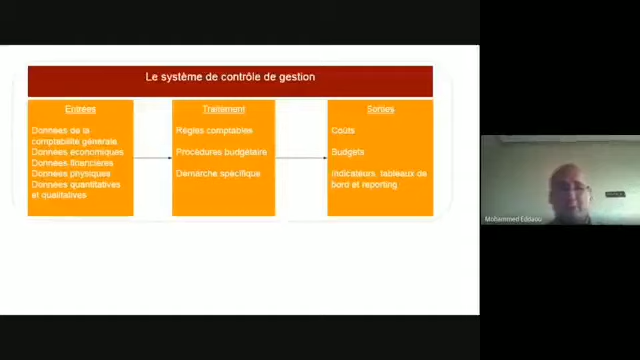 Le système de contrôle de gestion
Entrées
Données de la
comptabilité générale
Données économiques
Données financières
Données physiques
Données quantitatives
et qualitatives
Traitement
Règles comptables
Procédures budgétaire
Démarche spécifique
Sorties
Coûts
Budgets
Indicateurs, tableaux de
bord et reporting
Mohammed